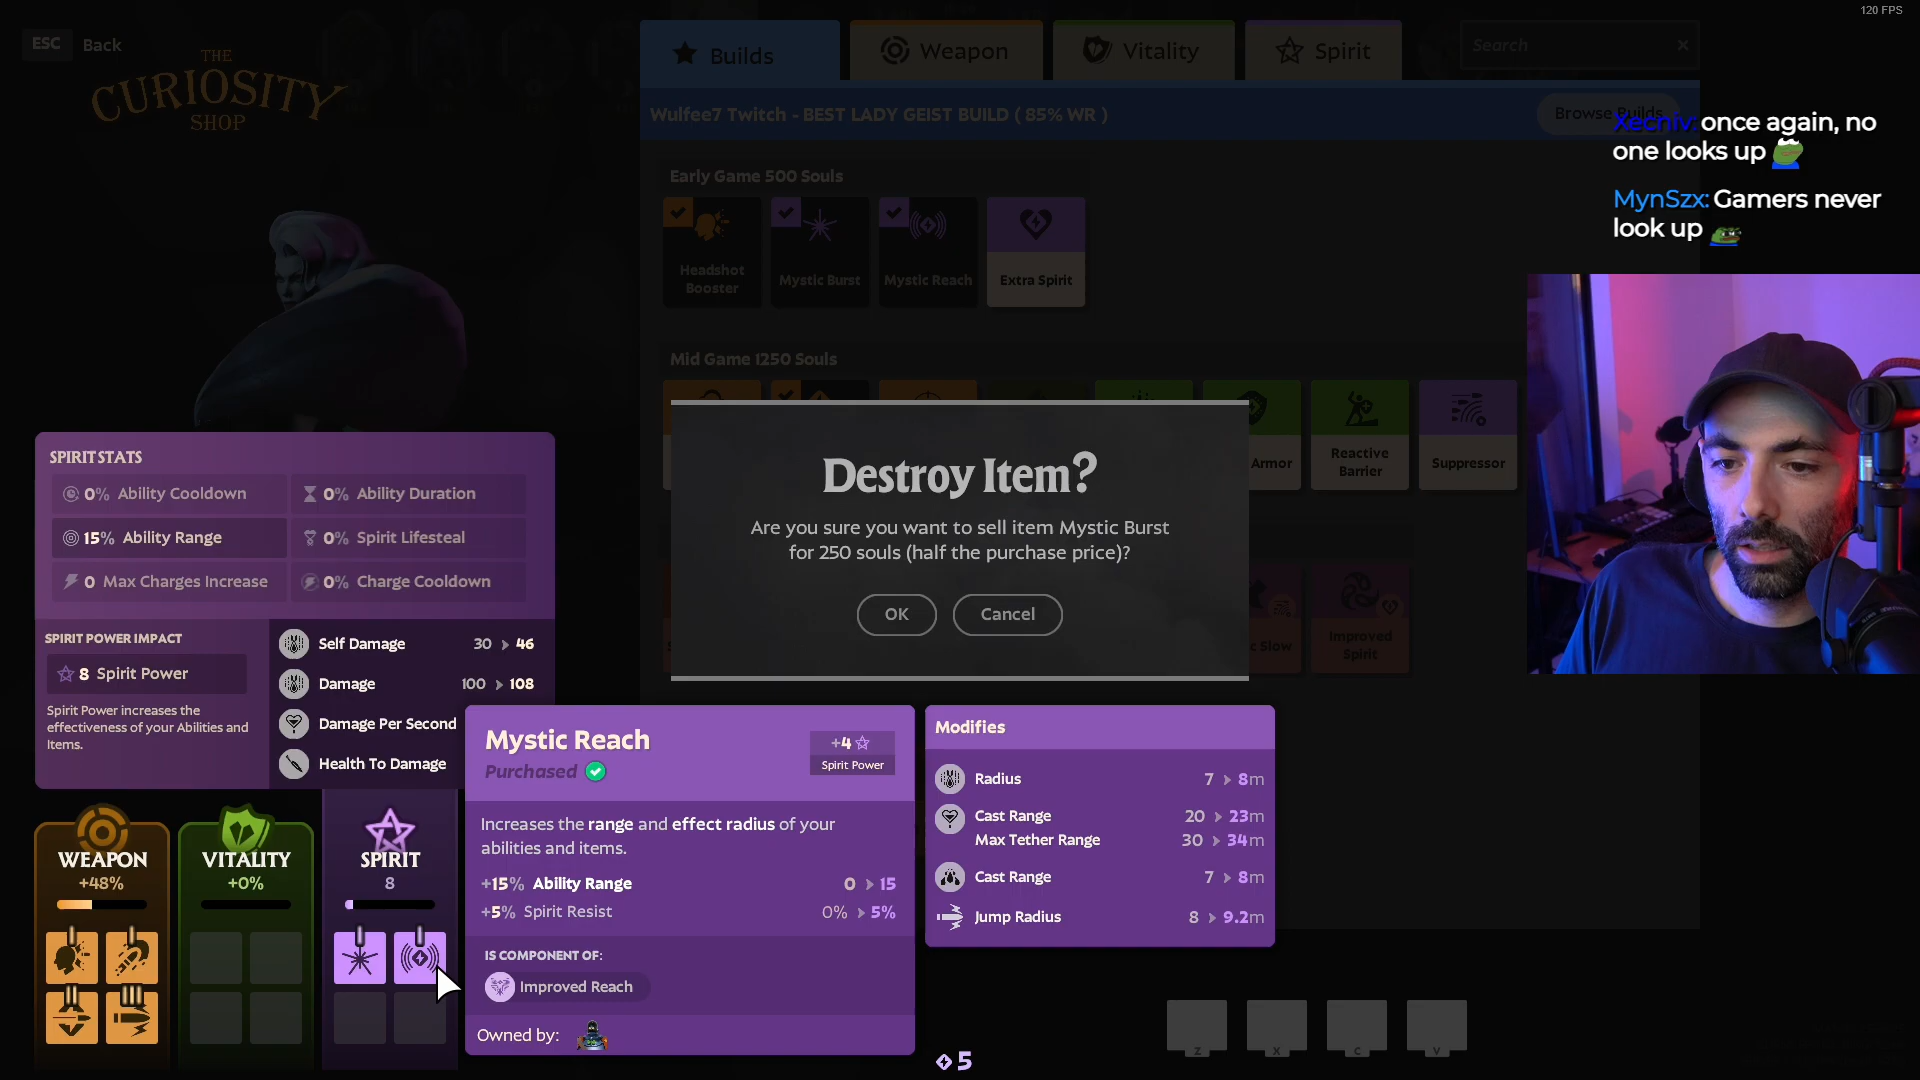 120 FPS
ESC Back
THE
CURIOSITY
SHOP
Builds
Weapon
Vitality
Spirit
Search
Wulfee7 Twitch - BEST LADY GEIST BUILD ( 85% WR )
Browse Builds
Xecniv: once again, no
one looks up
MynSzx: Gamers never
look up
Early Game 500 Souls
Headshot
Booster
Mystic Burst
Mystic Reach
Extra Spirit
Mid Game 1250 Souls
Armor
Reactive
Barrier
Suppressor
Slow
Improved
Spirit
Destroy Item?
Are you sure you want to sell item Mystic Burst
for 250 souls (half the purchase price)?
OK
Cancel
SPIRIT STATS
0% Ability Cooldown
0% Ability Duration
15% Ability Range
0% Spirit Lifesteal
0 Max Charges Increase
0% Charge Cooldown
SPIRIT POWER IMPACT
8 Spirit Power
Spirit Power increases the
effectiveness of your Abilities and
Items.
Self Damage 30 46
Damage 100 108
Damage Per Second
Health To Damage
WEAPON
+48%
VITALITY
+0%
SPIRIT
8
Mystic Reach
Purchased
+4
Spirit Power
Increases the range and effect radius of your
abilities and items.
+15% Ability Range 0 15
+5% Spirit Resist 0% 5%
IS COMPONENT OF:
Improved Reach
Owned by:
Modifies
Radius 7 8m
Cast Range 20 23m
Max Tether Range 30 34m
Cast Range 7 8m
Jump Radius 8 9.2m
5
Z
X
C
V